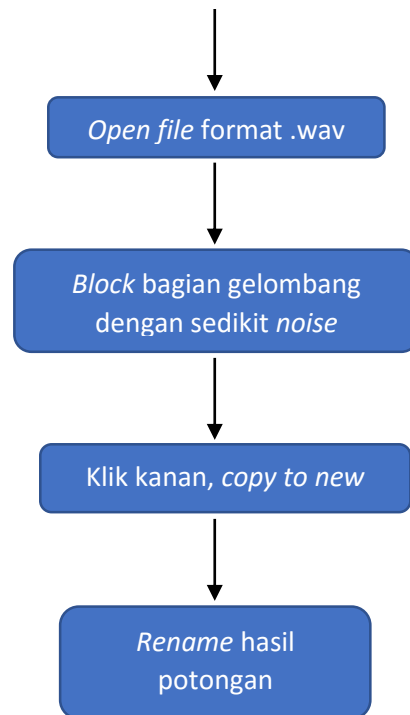 Open file format .wav
Block bagian gelombang
dengan sedikit noise
Klik kanan, copy to new
Rename hasil
potongan